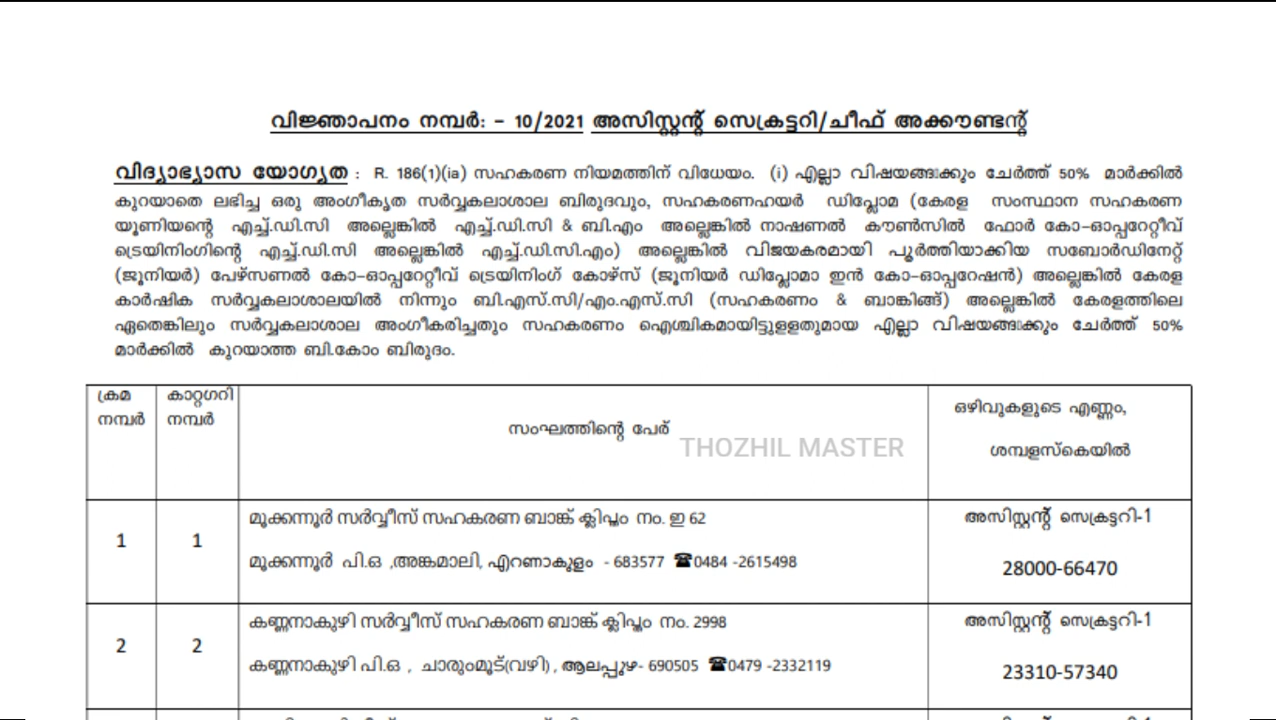 വിജ്ഞാപനം നമ്പർ: – 10/2021 അസിസ്റ്റന്റ് സെക്രട്ടറി/ചീഫ് അക്കൗണ്ടന്റ്
വിദ്യാഭ്യാസ യോഗ്യത : R. 186(1)(ia) സഹകരണ നിയമത്തിന് വിധേയം. (i) എല്ലാ വിഷയങ്ങൾക്കും ചേർത്ത് 50% മാർക്കിൽ
കുറയാതെ ലഭിച്ച ഒരു അംഗീകൃത സർവ്വകലാശാല ബിരുദവും, സഹകരണഹയർ ഡിപ്ലോമ (കേരള സംസ്ഥാന സഹകരണ
യൂണിയന്റെ എച്ച്.ഡി.സി അല്ലെങ്കിൽ എച്ച്.ഡി.സി & ബി.എം അല്ലെങ്കിൽ നാഷണൽ കൗൺസിൽ ഫോർ കോ–ഓപ്പറേറ്റീവ്
ട്രെയിനിംഗിന്റെ എച്ച്.ഡി.സി അല്ലെങ്കിൽ എച്ച്.ഡി.സി.എം) അല്ലെങ്കിൽ വിജയകരമായി പൂർത്തിയാക്കിയ സബോർഡിനേറ്റ്
(ജൂനിയർ) പേഴ്സണൽ കോ–ഓപ്പറേറ്റീവ് ട്രെയിനിംഗ് കോഴ്സ് (ജൂനിയർ ഡിപ്ലോമാ ഇൻ കോ–ഓപ്പറേഷൻ) അല്ലെങ്കിൽ കേരള
കാർഷിക സർവ്വകലാശാലയിൽ നിന്നും ബി.എസ്.സി/എം.എസ്.സി (സഹകരണം & ബാങ്കിങ്ങ്) അല്ലെങ്കിൽ കേരളത്തിലെ
ഏതെങ്കിലും സർവ്വകലാശാല അംഗീകരിച്ചതും സഹകരണം ഐശ്ചികമായിട്ടുളളതുമായ എല്ലാ വിഷയങ്ങൾക്കും ചേർത്ത് 50%
മാർക്കിൽ കുറയാത്ത ബി.കോം ബിരുദം.
ക്രമ നമ്പർ
കാറ്റഗറി നമ്പർ
സംഘത്തിന്റെ പേര്
THOZHIL MASTER
ഒഴിവുകളുടെ എണ്ണം,
ശമ്പളസ്കെയിൽ
1
1
മൂക്കന്നൂർ സർവ്വീസ് സഹകരണ ബാങ്ക് ക്ലിപ്തം നം. ഇ 62
മൂക്കന്നൂർ പി.ഒ ,അങ്കമാലി, എറണാകുളം - 683577 ☎0484 -2615498
അസിസ്റ്റന്റ് സെക്രട്ടറി-1
28000-66470
2
2
കണ്ണനാകുഴി സർവ്വീസ് സഹകരണ ബാങ്ക് ക്ലിപ്തം നം. 2998
കണ്ണനാകുഴി പി.ഒ , ചാരുംമൂട്(വഴി) , ആലപ്പുഴ- 690505 ☎0479 -2332119
അസിസ്റ്റന്റ് സെക്രട്ടറി-1
23310-57340